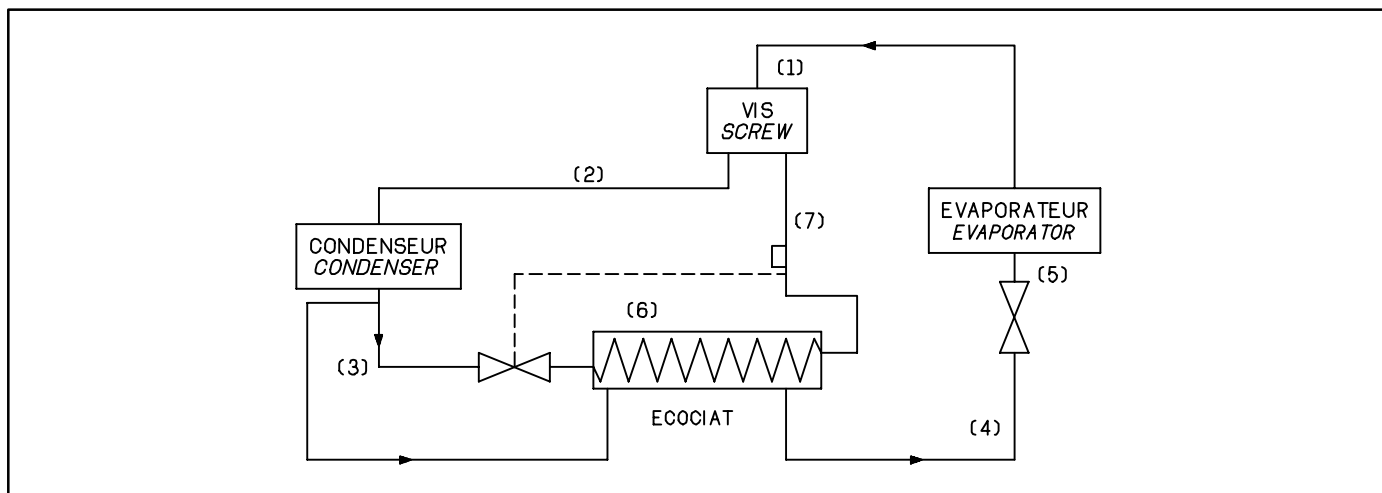 (1)
VIS
SCREW
(2)
(7)
EVAPORATEUR
EVAPORATOR
CONDENSEUR
CONDENSER
(5)
(6)
(3)
ECOCIAT
(4)